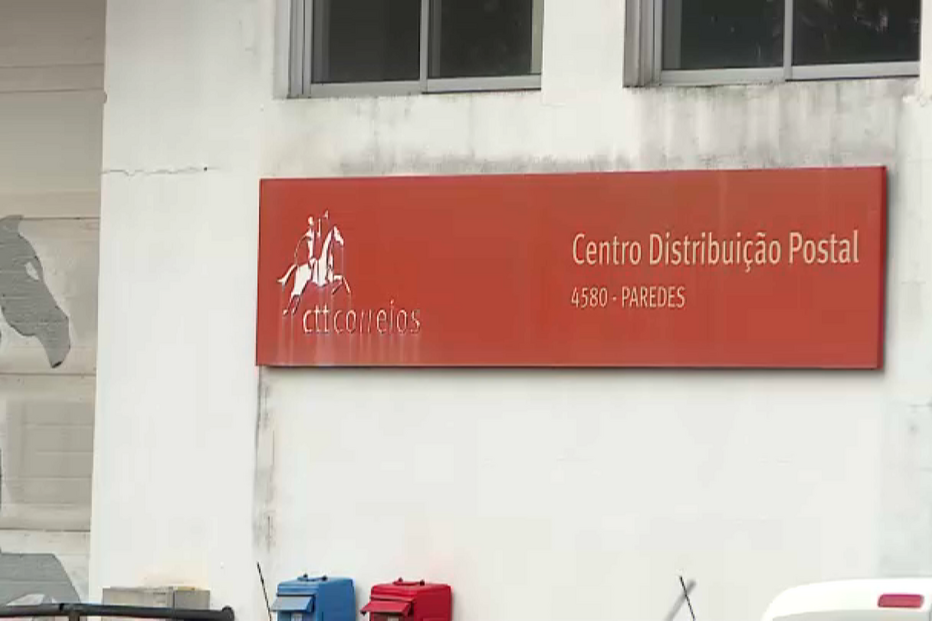 ctt correios
Centro Distribuição Postal
4580 - PAREDES